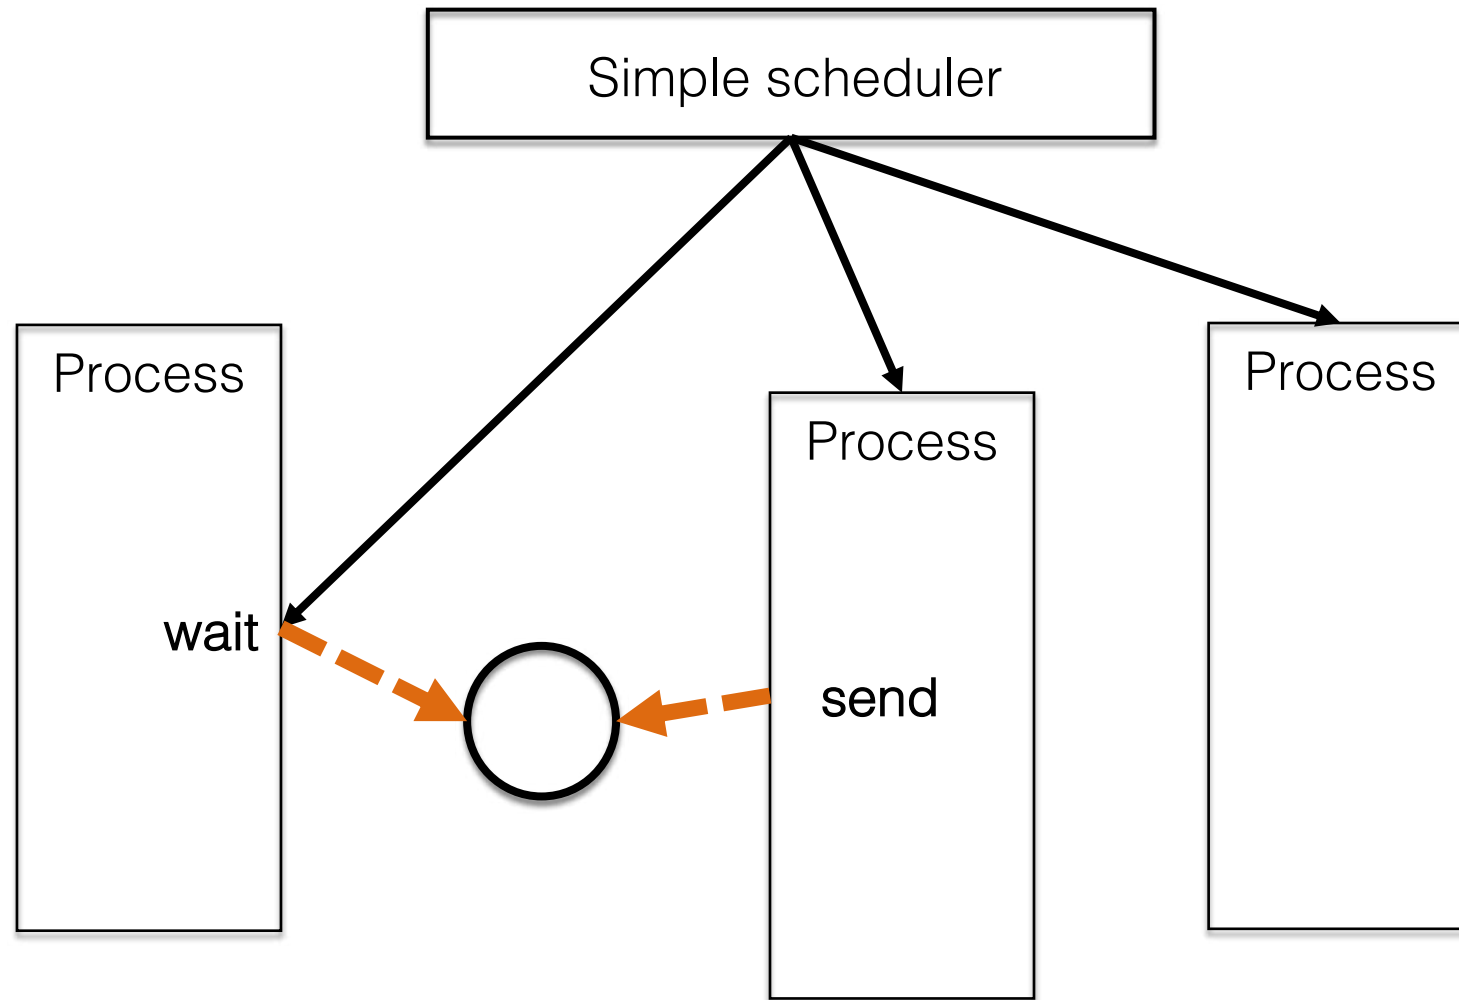 Simple scheduler
Process
Process
Process
wait
send